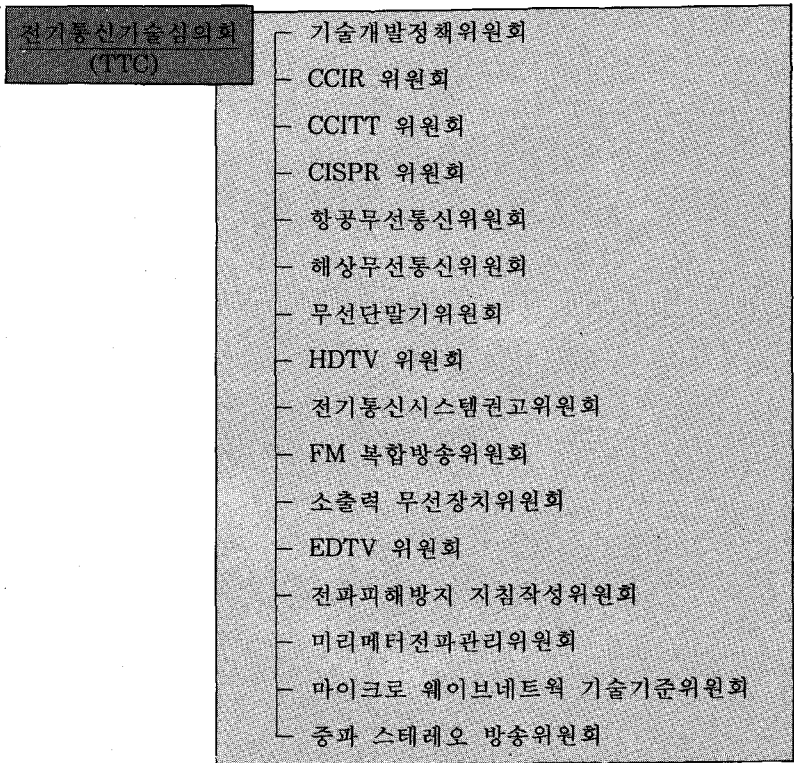 전기통신기술심의회
(TTC)
기술개발정책위원회
CCIR 위원회
CCITT 위원회
CISPR 위원회
항공무선통신위원회
해상무선통신위원회
무선단말기위원회
HDTV 위원회
전기통신시스템권고위원회
FM 복합방송위원회
소출력 무선장치위원회
EDTV 위원회
전파피해방지 지침작성위원회
미리메터전파관리위원회
마이크로 웨이브네트웍 기술기준위원회
중파 스테레오 방송위원회